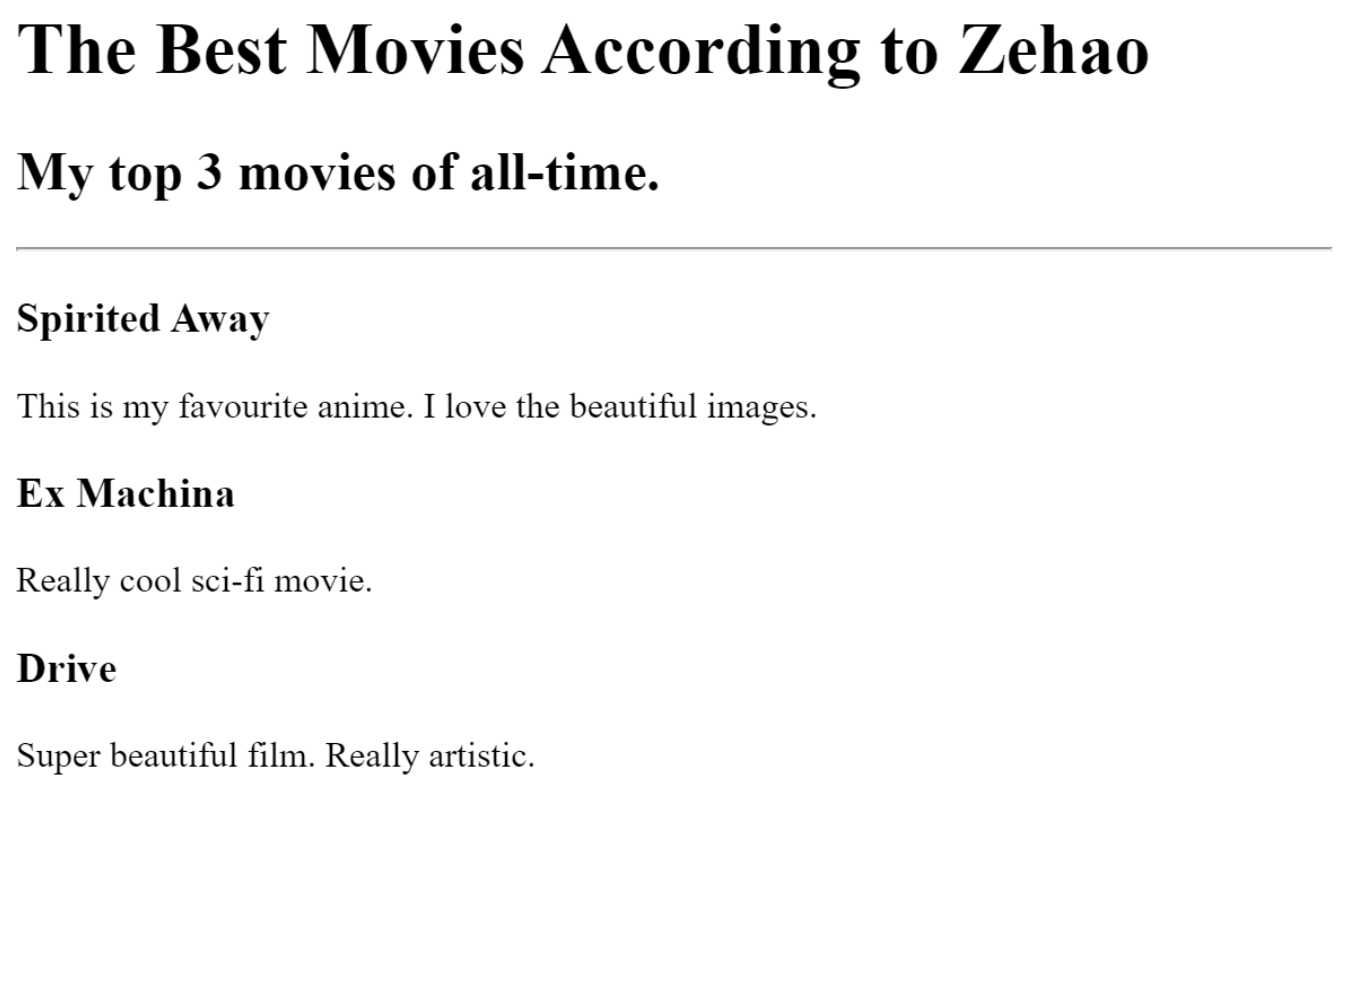 The Best Movies According to Zehao
My top 3 movies of all-time.
Spirited Away
This is my favourite anime. I love the beautiful images.
Ex Machina
Really cool sci-fi movie.
Drive
Super beautiful film. Really artistic.